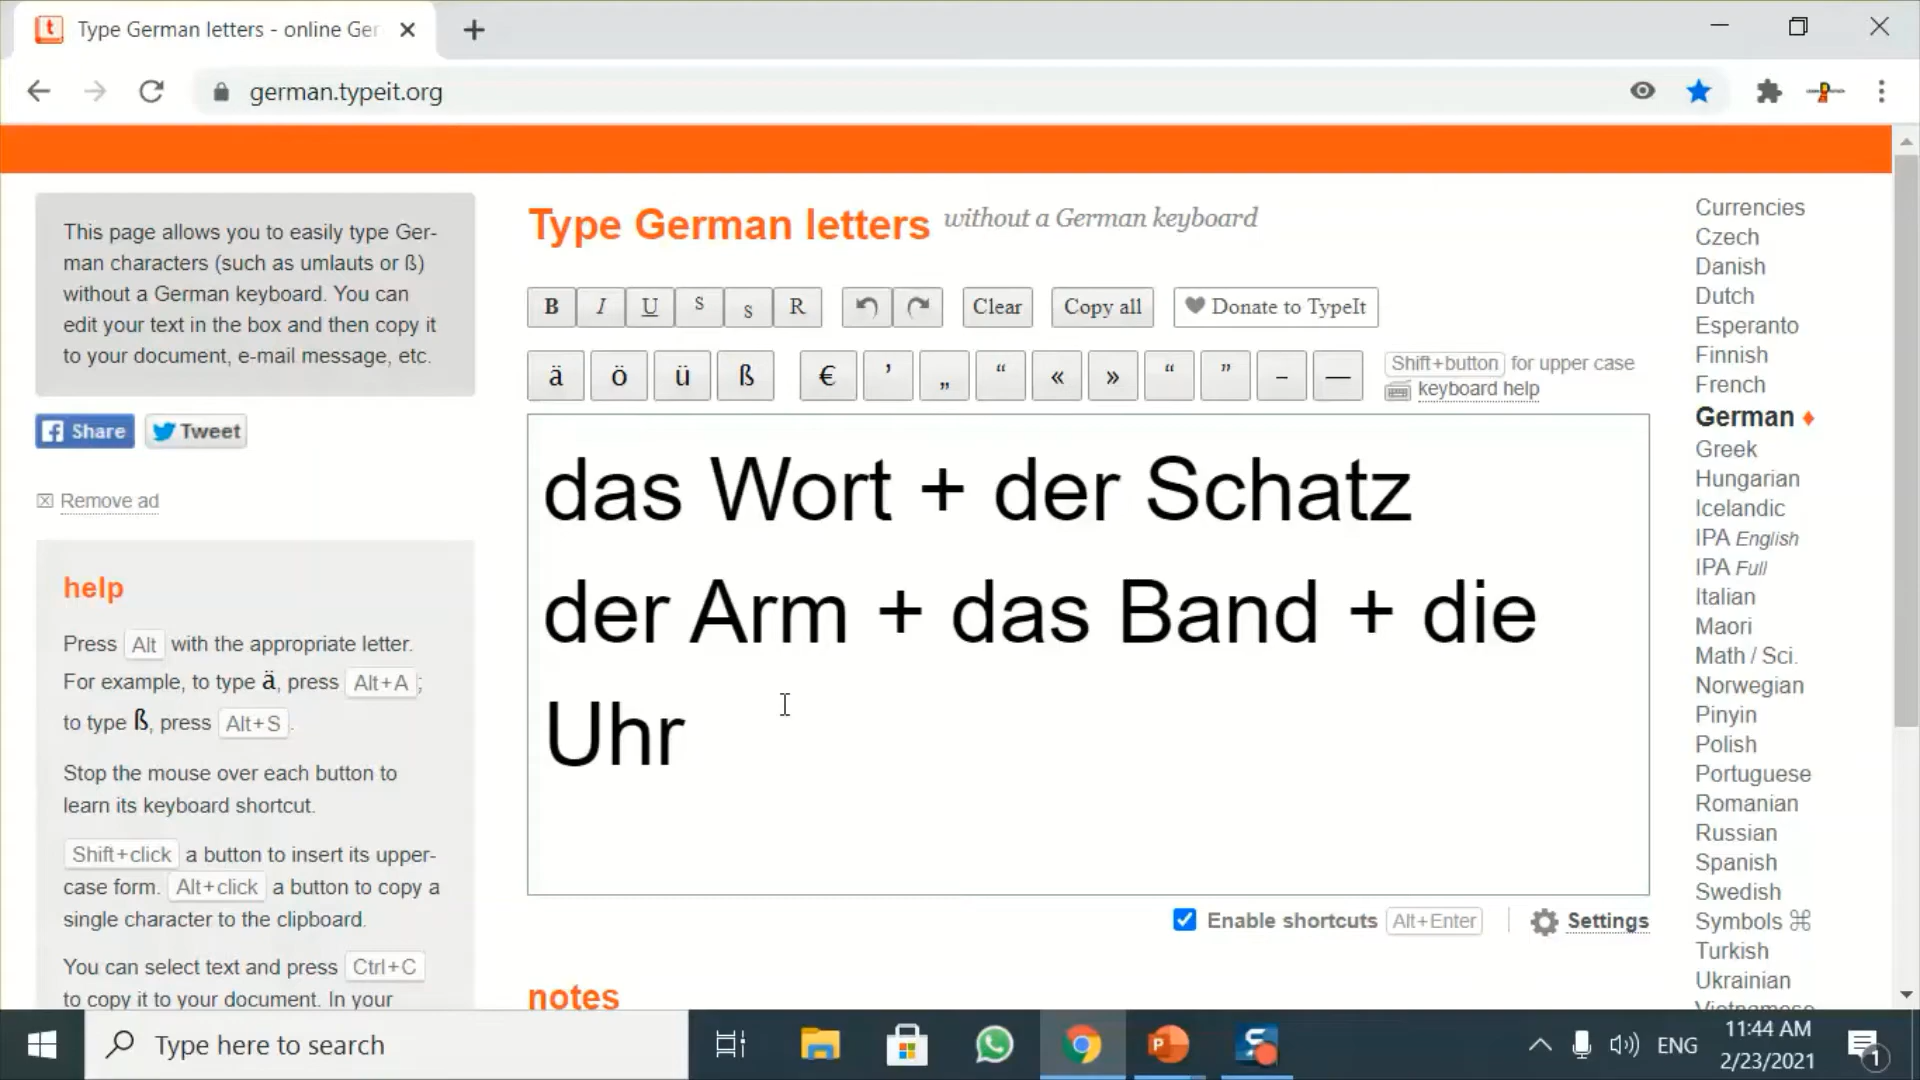 Type German letters - online Ger
german.typeit.org
This page allows you to easily type Ger-
man characters (such as umlauts or ß)
without a German keyboard. You can
edit your text in the box and then copy it
to your document, e-mail message, etc.
Share Tweet
Remove ad
help
Press Alt with the appropriate letter.
For example, to type ä, press Alt+A;
to type ß, press Alt+S.
Stop the mouse over each button to
learn its keyboard shortcut.
Shift+click a button to insert its upper-
case form. Alt+click a button to copy a
single character to the clipboard.
You can select text and press Ctrl+C
to copy it to your document. In your
Type German letters without a German keyboard
B I U S s R Clear Copy all Donate to TypeIt
ä ö ü ß € ’ „ “ « » “ ” – —
Shift+button for upper case
keyboard help
das Wort + der Schatz
der Arm + das Band + die
Uhr
Enable shortcuts Alt+Enter Settings
notes
Currencies
Czech
Danish
Dutch
Esperanto
Finnish
French
German
Greek
Hungarian
Icelandic
IPA English
IPA Full
Italian
Maori
Math / Sci.
Norwegian
Pinyin
Polish
Portuguese
Romanian
Russian
Spanish
Swedish
Symbols ⌘
Turkish
Ukrainian
Vietnamese
Type here to search
ENG
11:44 AM
2/23/2021
1